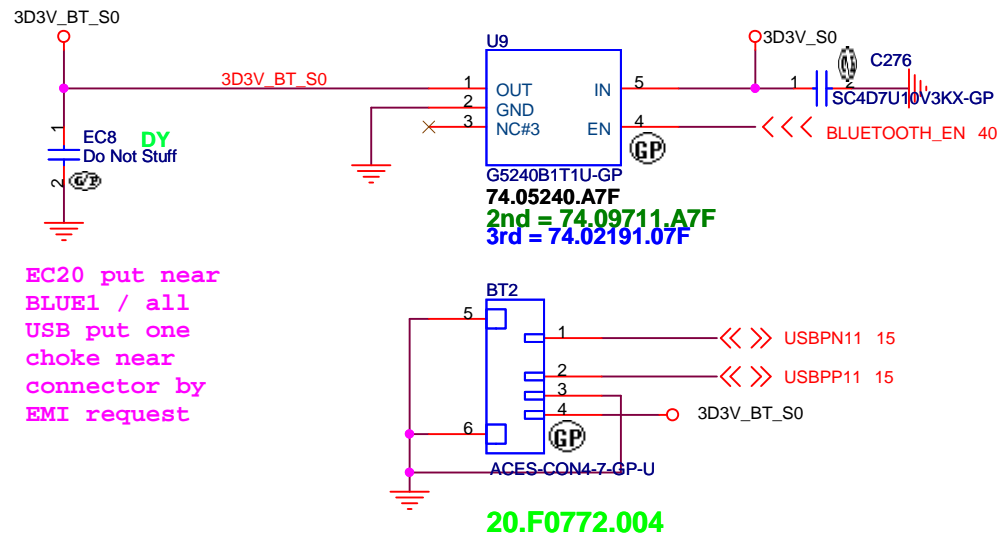 3D3V_BT_S0
3D3V_BT_S0
1
2
EC8
DY
Do Not Stuff
G/P
U9
1
OUT
2
GND
3
NC#3
IN
5
EN
4
GP
G5240B1T1U-GP
74.05240.A7F
2nd = 74.09711.A7F
3rd = 74.02191.07F
3D3V_S0
C276
1
2
SC4D7U10V3KX-GP
BLUETOOTH_EN 40
EC20 put near
BLUE1 / all
USB put one
choke near
connector by
EMI request
BT2
5
6
1
2
3
4
USBPN11 15
USBPP11 15
3D3V_BT_S0
GP
ACES-CON4-7-GP-U
20.F0772.004